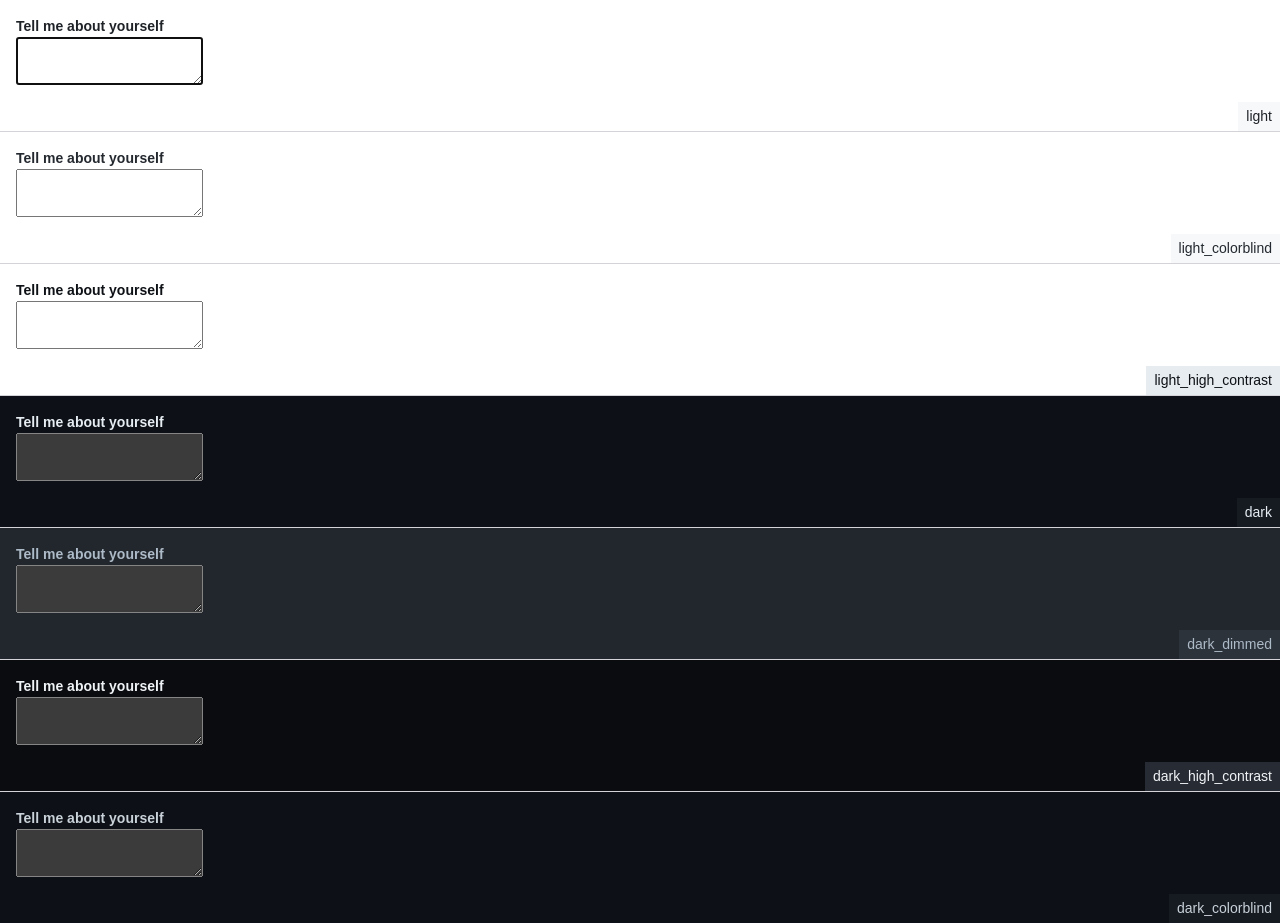 Tell me about yourself
light
Tell me about yourself
light_colorblind
Tell me about yourself
light_high_contrast
Tell me about yourself
dark
Tell me about yourself
dark_dimmed
Tell me about yourself
dark_high_contrast
Tell me about yourself
dark_colorblind